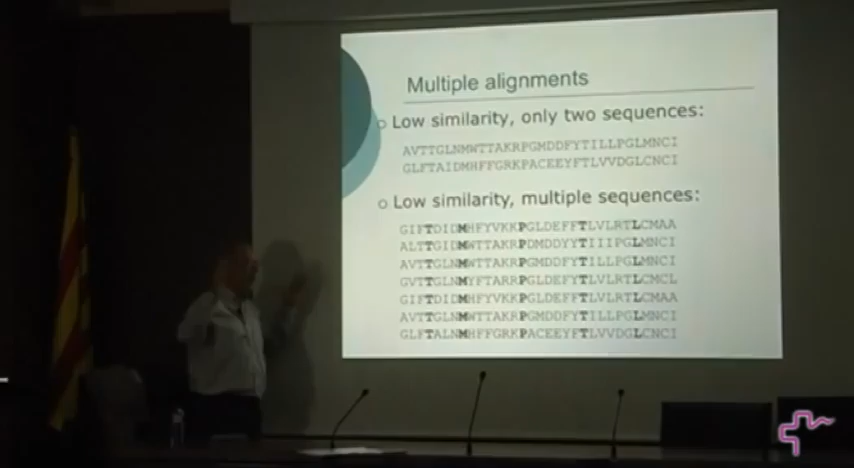 Multiple alignments
Low similarity, only two sequences:
AVTTGLNMWTTAKRPGMDDFYTILLPGLMNCI
GLFTAIDMHFFGRKPACEEYFTLVVDGLCNCI
Low similarity, multiple sequences:
GIFTDIDMHFYVKKPGLDEFFTLVLRTLCMAA
ALTTGIDMWTTAKRPDMDDYYTIIIPGLMNCI
AVTTGLNMWTTAKRPGMDDFYTILLPGLMNCI
GVTTGLNMYFTARRPGLDEFYTLVLRTLCMCL
GIFTDIDMHFYVKKPGLDEFFTLVLRTLCMAA
AVTTGLNMWTTAKRPGMDDFYTILLPGLMNCI
GLFTALNMHFFGRKPACEEYFTLVVDGLCNCI